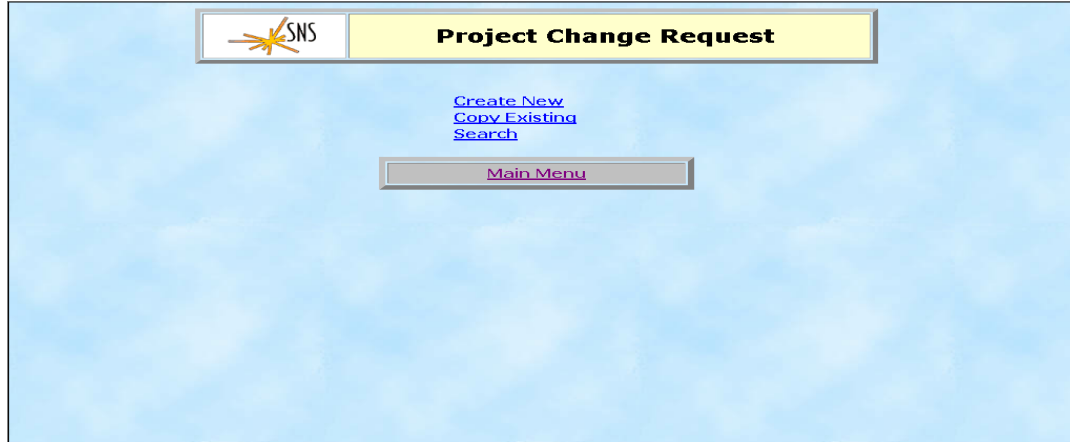 SNS
Project Change Request
Create New
Copy Existing
Search
Main Menu